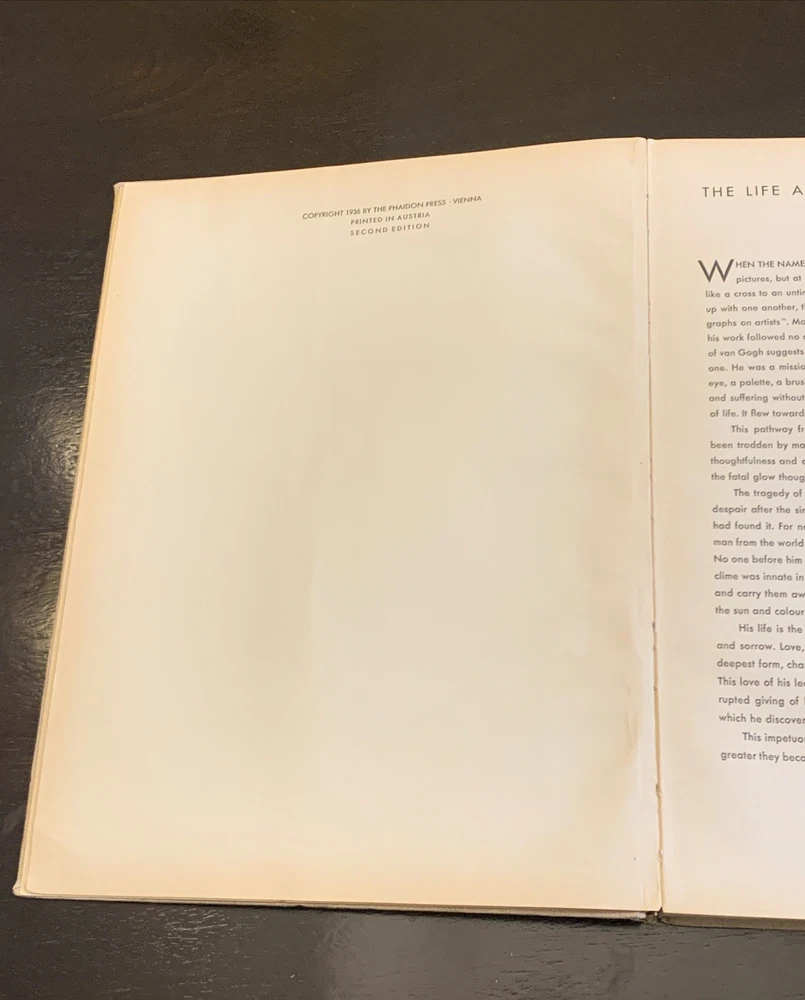 COPYRIGHT 1936 BY THE PHAIDON PRESS - VIENNA
PRINTED IN AUSTRIA
SECOND EDITION
THE LIFE A
WHEN THE NAME
pictures, but at
like a cross to an untim
up with one another, t
graphs on artists". Mo
his work followed no
of van Gogh suggests
one. He was a missio
eye, a palette, a brus
and suffering without
of life. It flew toward
This pathway fr
been trodden by ma
thoughtfulness and
the fatal glow thoug
The tragedy of
despair after the sin
had found it. For ne
man from the world
No one before him
clime was innate in
and carry them aw
the sun and colour
His life is the
and sorrow. Love,
deepest form, cha
This love of his le
rupted giving of
which he discover
This impetuo
greater they beco